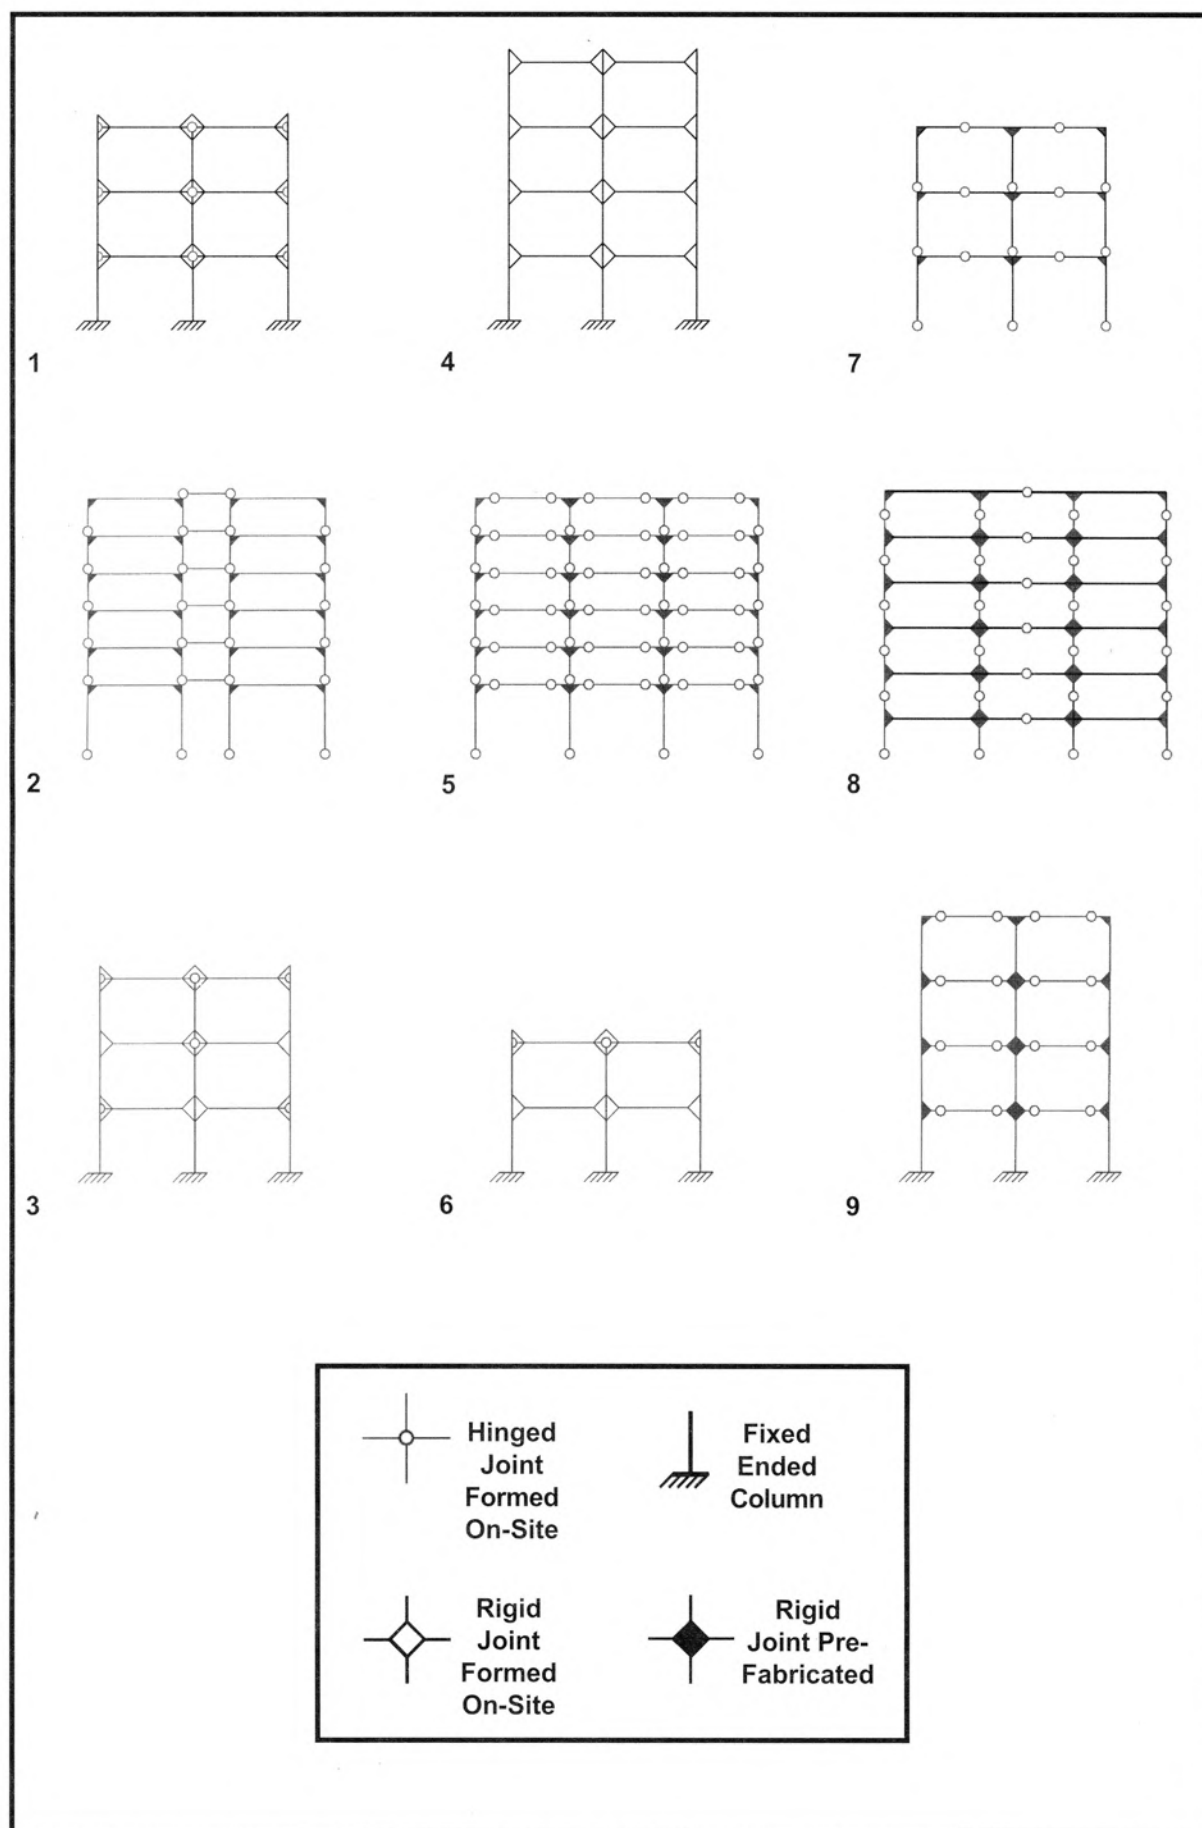 1
4
7
2
5
8
3
6
9
Hinged
Joint
Formed
On-Site
Fixed
Ended
Column
Rigid
Joint
Formed
On-Site
Rigid
Joint Pre-
Fabricated